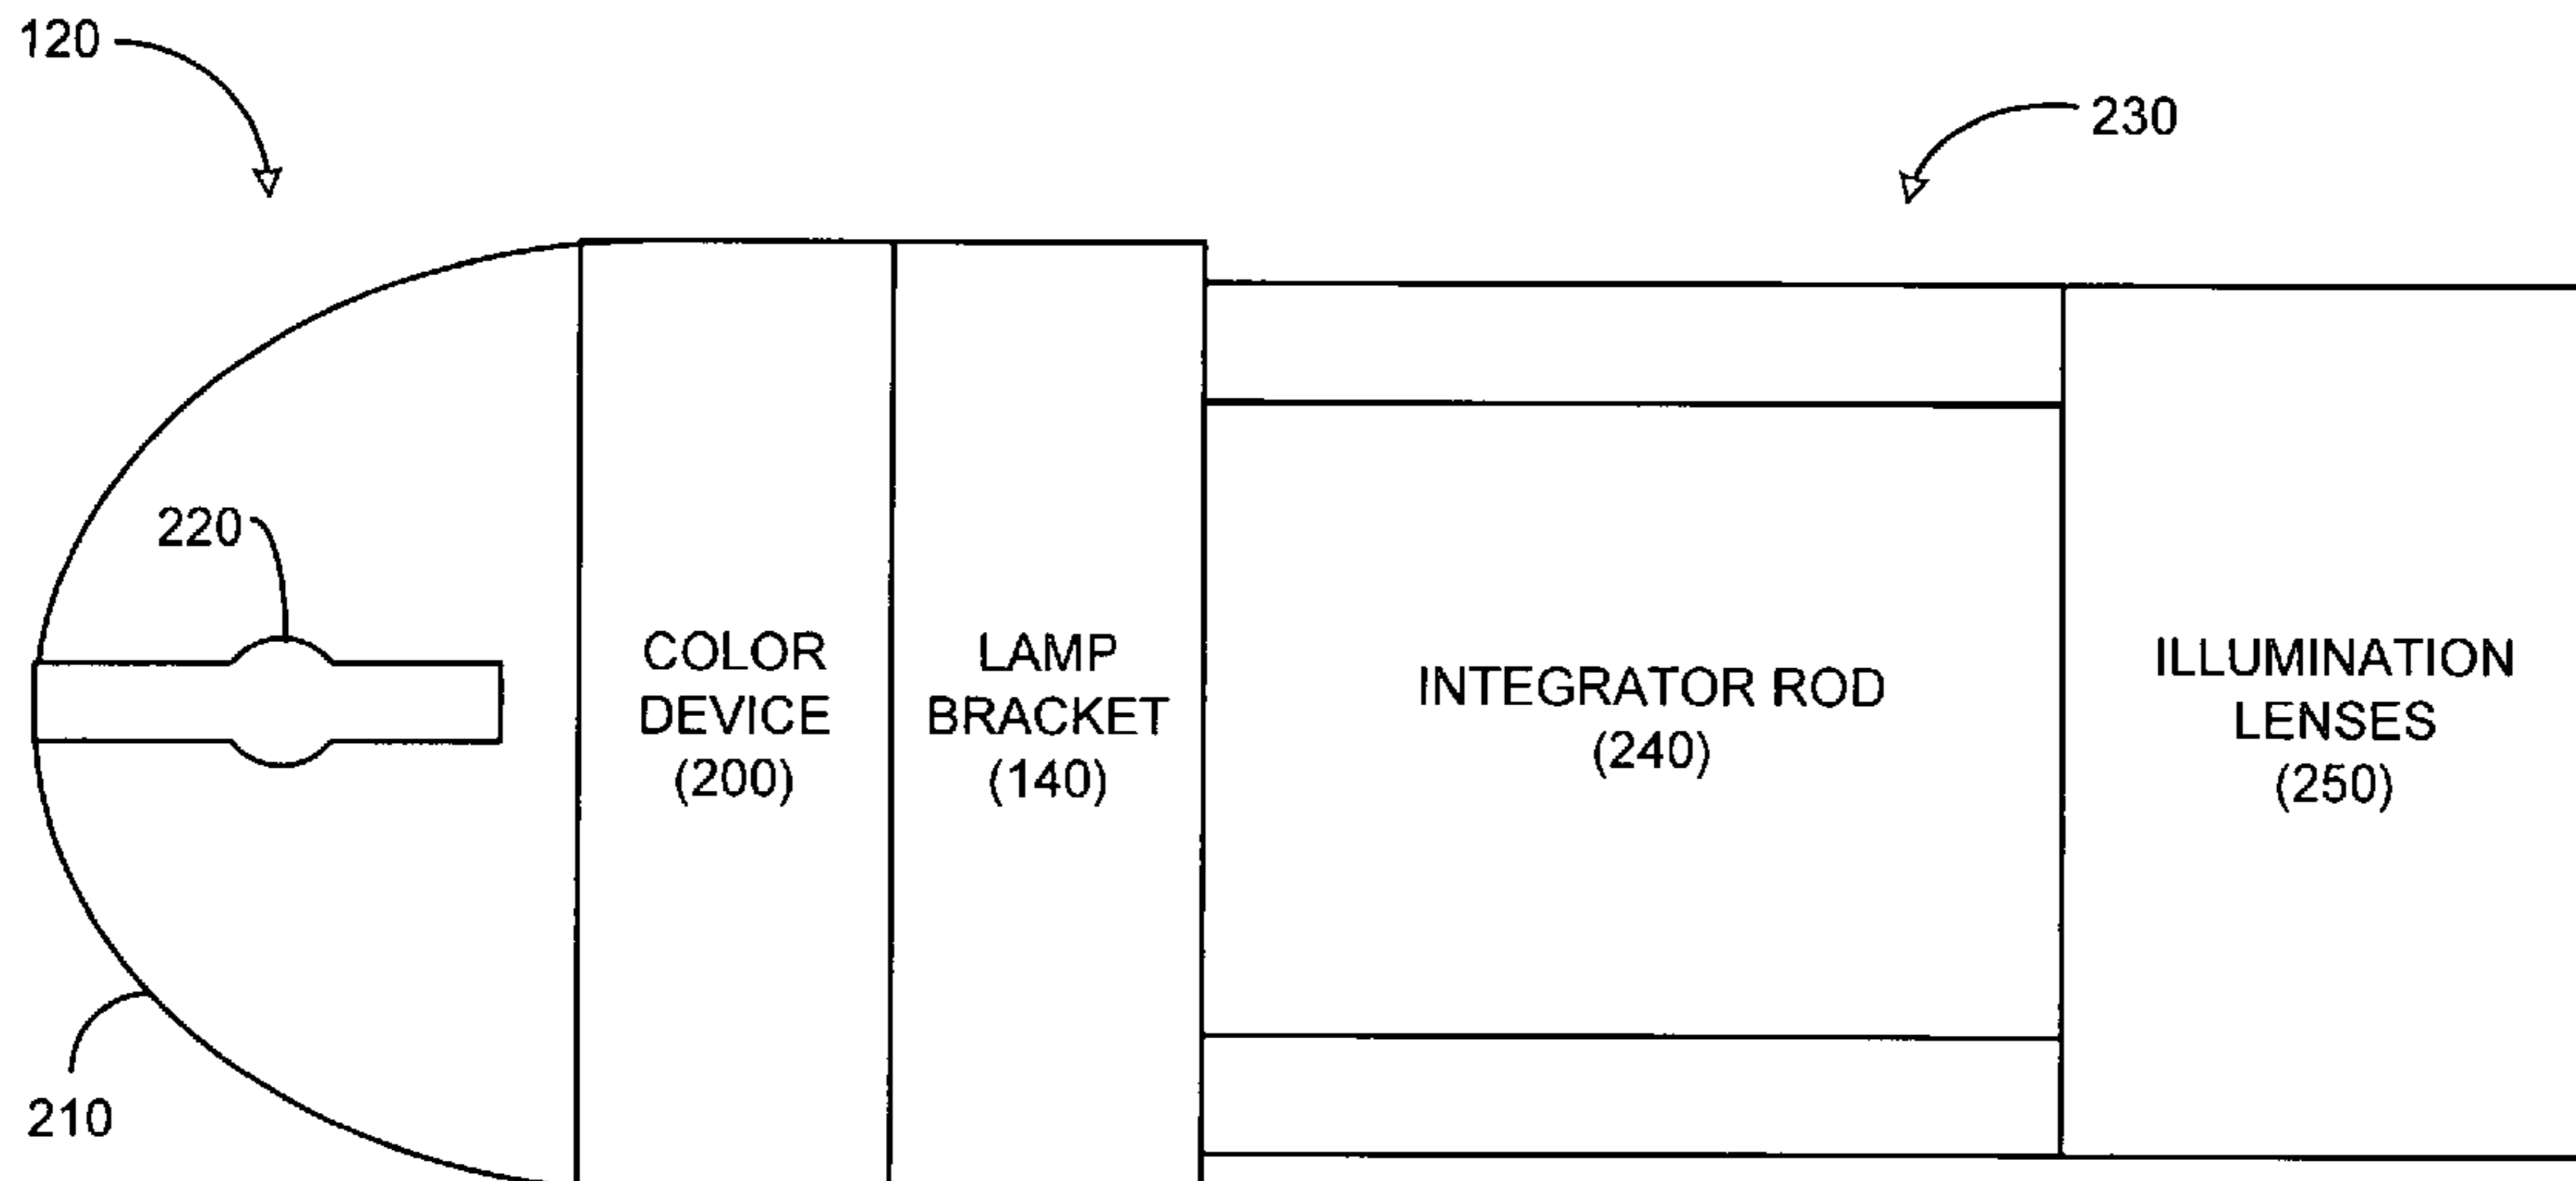 120
230
220
COLOR
DEVICE
(200)
LAMP
BRACKET
(140)
INTEGRATOR ROD
(240)
ILLUMINATION
LENSES
(250)
210